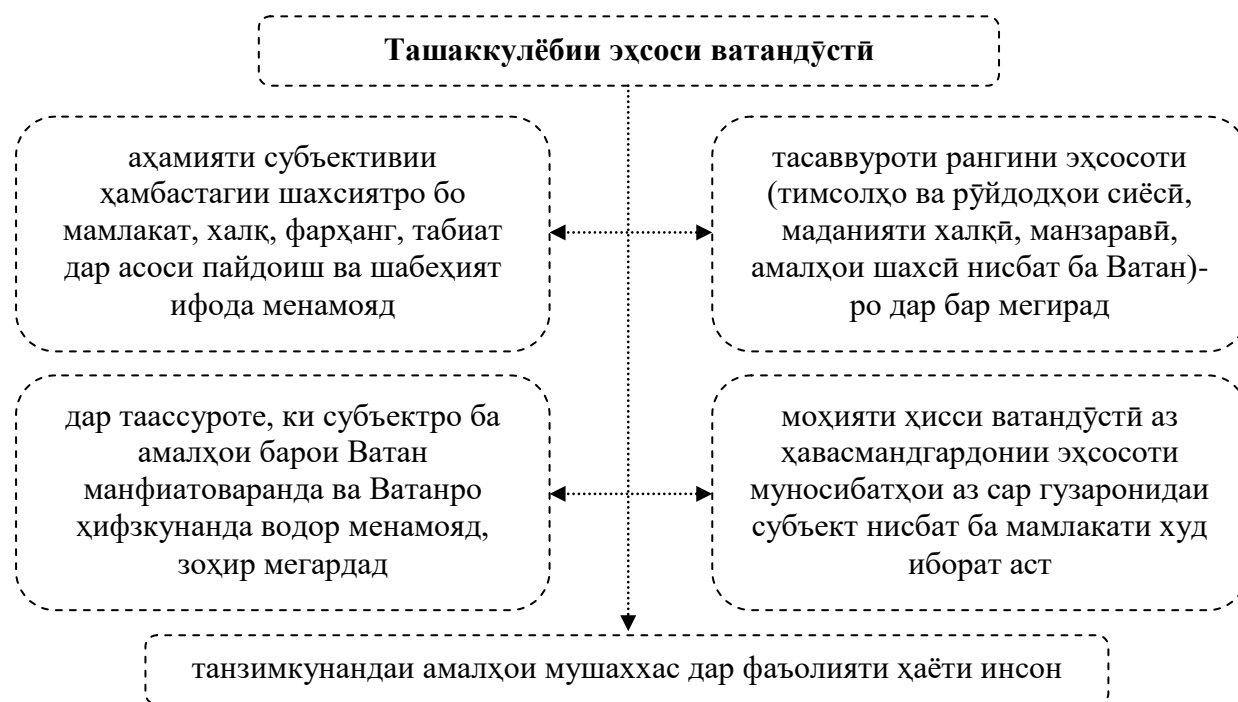 Ташаккулёбии эҳсоси ватандӯстӣ
аҳамияти субъективии
ҳамбастагии шахсиятро бо
мамлакат, халқ, фарҳанг, табиат
дар асоси пайдоиш ва шабеҳият
ифода менамояд
тасаввуроти рангини эҳсосоти
(тимсолҳо ва рӯйдодҳои сиёсӣ,
маданияти халқӣ, манзаравӣ,
амалҳои шахсӣ нисбат ба Ватан)-
ро дар бар мегирад
дар таассуроте, ки субъектро ба
амалҳои барои Ватан
манфиатоваранда ва Ватанро
ҳифзкунанда водор менамояд,
зоҳир мегардад
моҳияти ҳисси ватандӯстӣ аз
ҳавасмандгардонии эҳсосоти
муносибатҳои аз сар гузаронидаи
субъект нисбат ба мамлакати худ
иборат аст
танзимкунандаи амалҳои мушаххас дар фаъолияти ҳаёти инсон